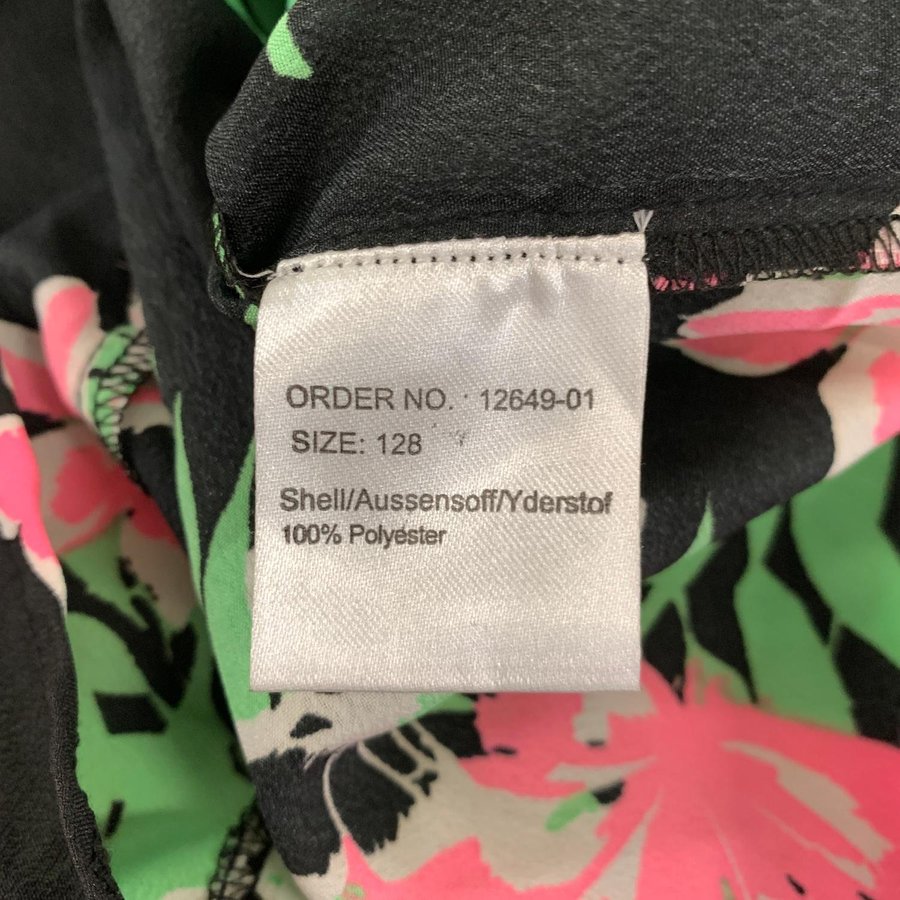 ORDER NO. : 12649-01
SIZE: 128
Shell/Aussensoff/Yderstof
100% Polyester